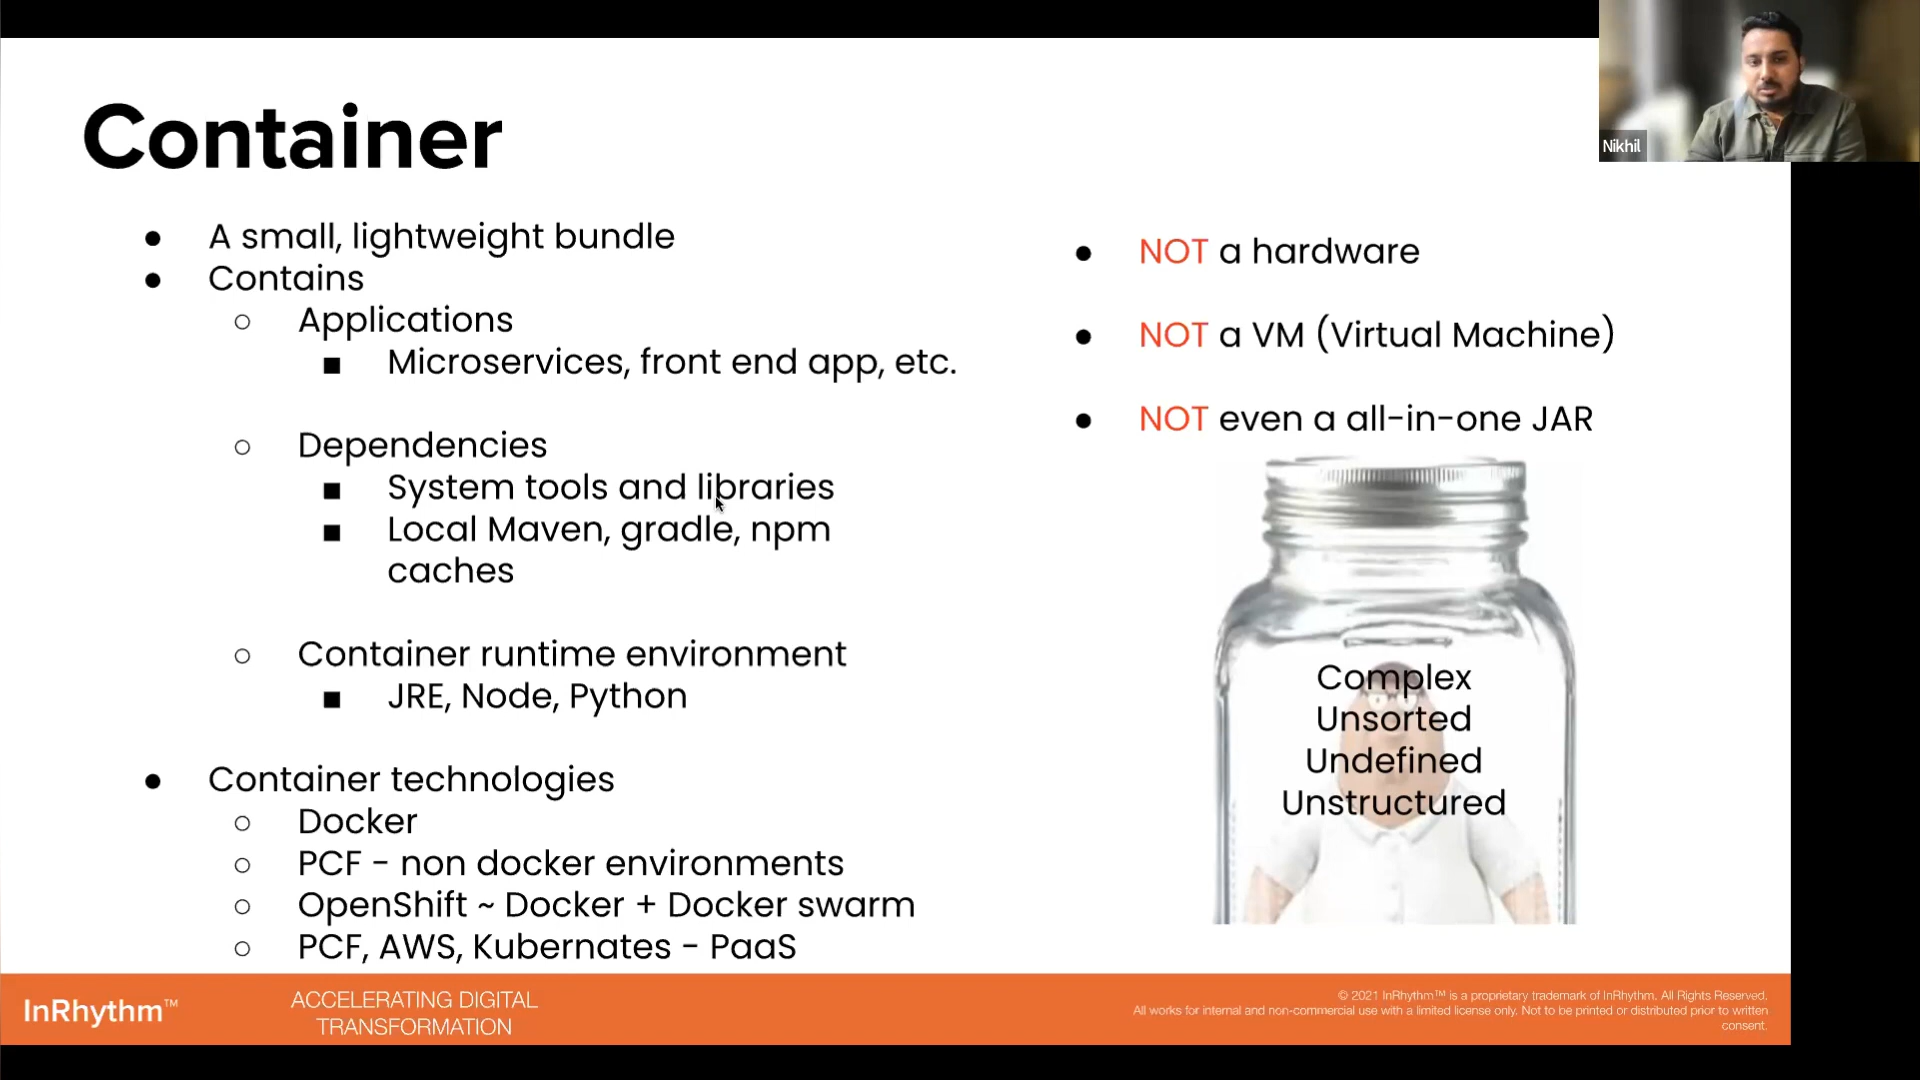 Container
Nikhil
● A small, lightweight bundle
● Contains
○ Applications
■ Microservices, front end app, etc.
○ Dependencies
■ System tools and libraries
■ Local Maven, gradle, npm
caches
○ Container runtime environment
■ JRE, Node, Python
● Container technologies
○ Docker
○ PCF - non docker environments
○ OpenShift ~ Docker + Docker swarm
○ PCF, AWS, Kubernates - PaaS
● NOT a hardware
● NOT a VM (Virtual Machine)
● NOT even a all-in-one JAR
Complex
Unsorted
Undefined
Unstructured
InRhythm™
ACCELERATING DIGITAL
TRANSFORMATION
© 2021 InRhythm™ is a proprietary trademark of InRhythm. All Rights Reserved.
All works for internal and non-commercial use with a limited license only. Not to be printed or distributed prior to written
consent.